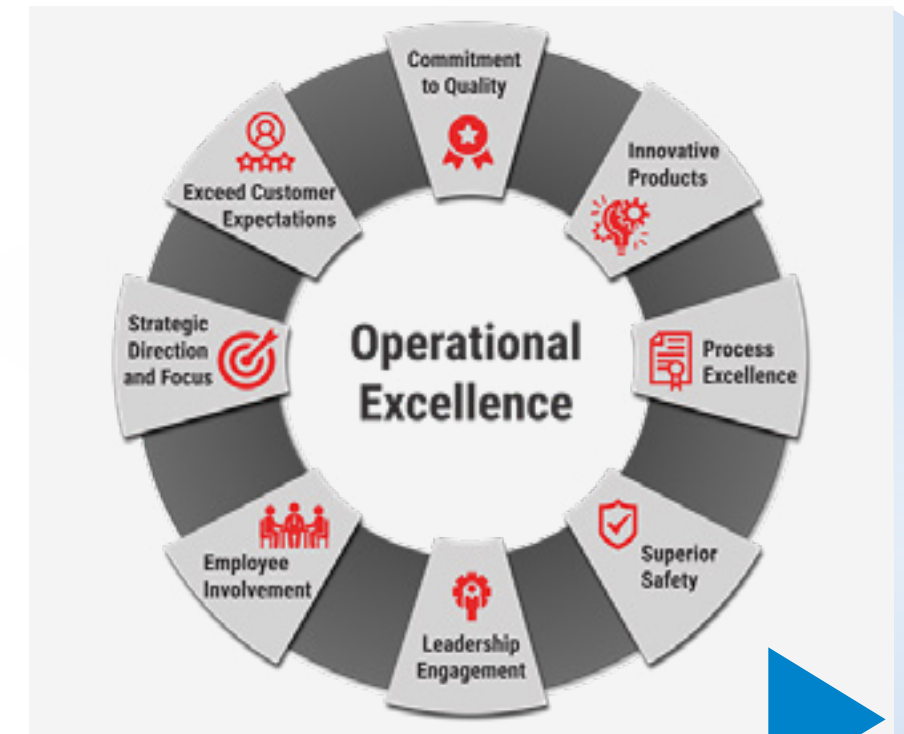 Commitment
to Quality
Innovative
Products
Process
Excellence
Superior
Safety
Leadership
Engagement
Employee
Involvement
Strategic
Direction
and Focus
Exceed Customer
Expectations
Operational
Excellence